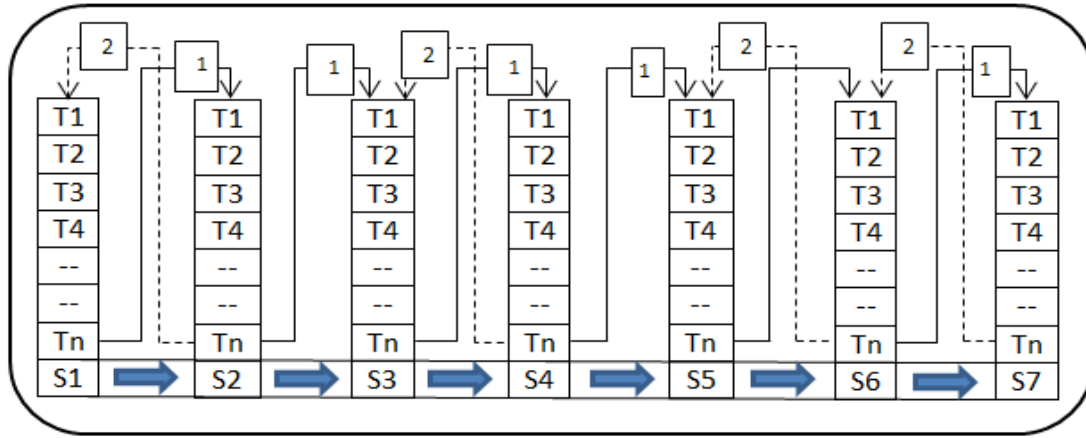 2 1 1 2 1 1 2 2 1
T1 T1 T1 T1 T1 T1 T1
T2 T2 T2 T2 T2 T2 T2
T3 T3 T3 T3 T3 T3 T3
T4 T4 T4 T4 T4 T4 T4
-- -- -- -- -- -- --
-- -- -- -- -- -- --
Tn Tn Tn Tn Tn Tn Tn
S1 S2 S3 S4 S5 S6 S7